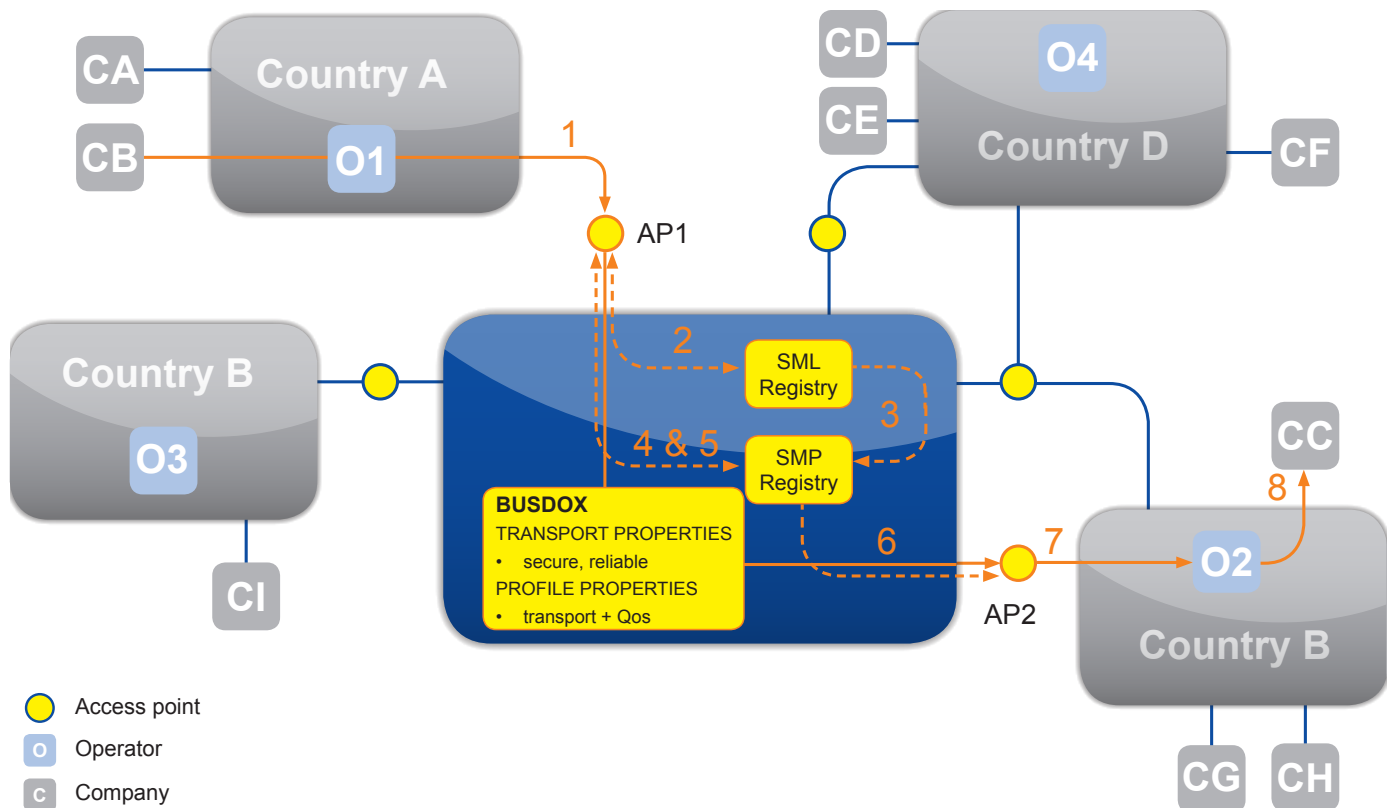 CA
Country A
CB
O1
1
AP1
CD
O4
CE
Country D
CF
Country B
O3
CI
2
SML
Registry
3
4 & 5
SMP
Registry
BUSDOX
TRANSPORT PROPERTIES
• secure, reliable
PROFILE PROPERTIES
• transport + Qos
6
AP2
7
8
CC
O2
Country B
CG
CH
Access point
O Operator
C Company